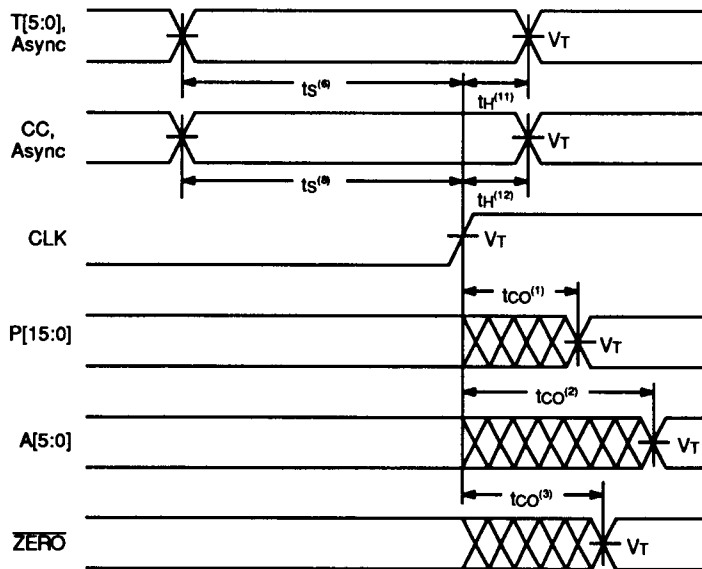 T[5:0],
Async
VT
tS(6)
tH(11)
CC,
Async
VT
tS(8)
tH(12)
CLK
VT
tCO(1)
P[15:0]
VT
tCO(2)
A[5:0]
VT
tCO(3)
ZERO
VT